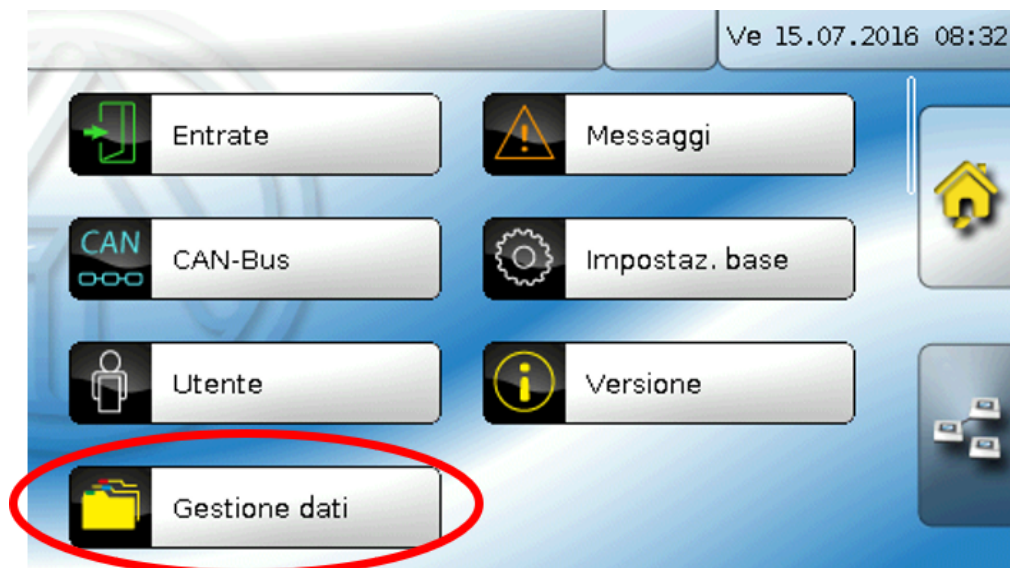 Ve 15.07.2016 08:32
Entrate
Messaggi
CAN
CAN-Bus
Impostaz. base
Utente
Versione
Gestione dati